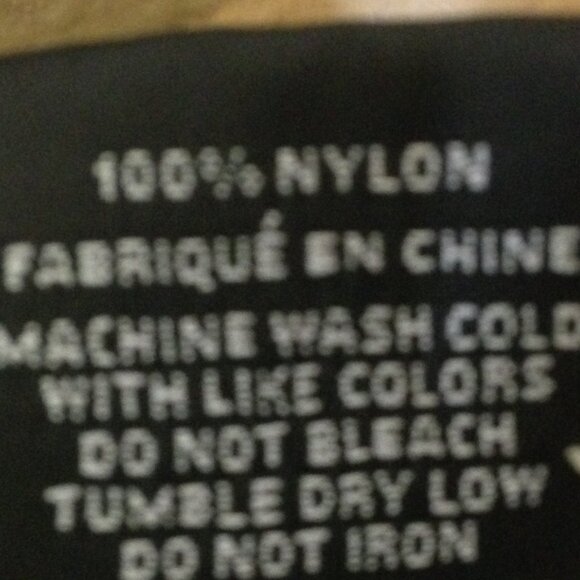 100% NYLON
FABRIQUÉ EN CHINE
MACHINE WASH COLD
WITH LIKE COLORS
DO NOT BLEACH
TUMBLE DRY LOW
DO NOT IRON